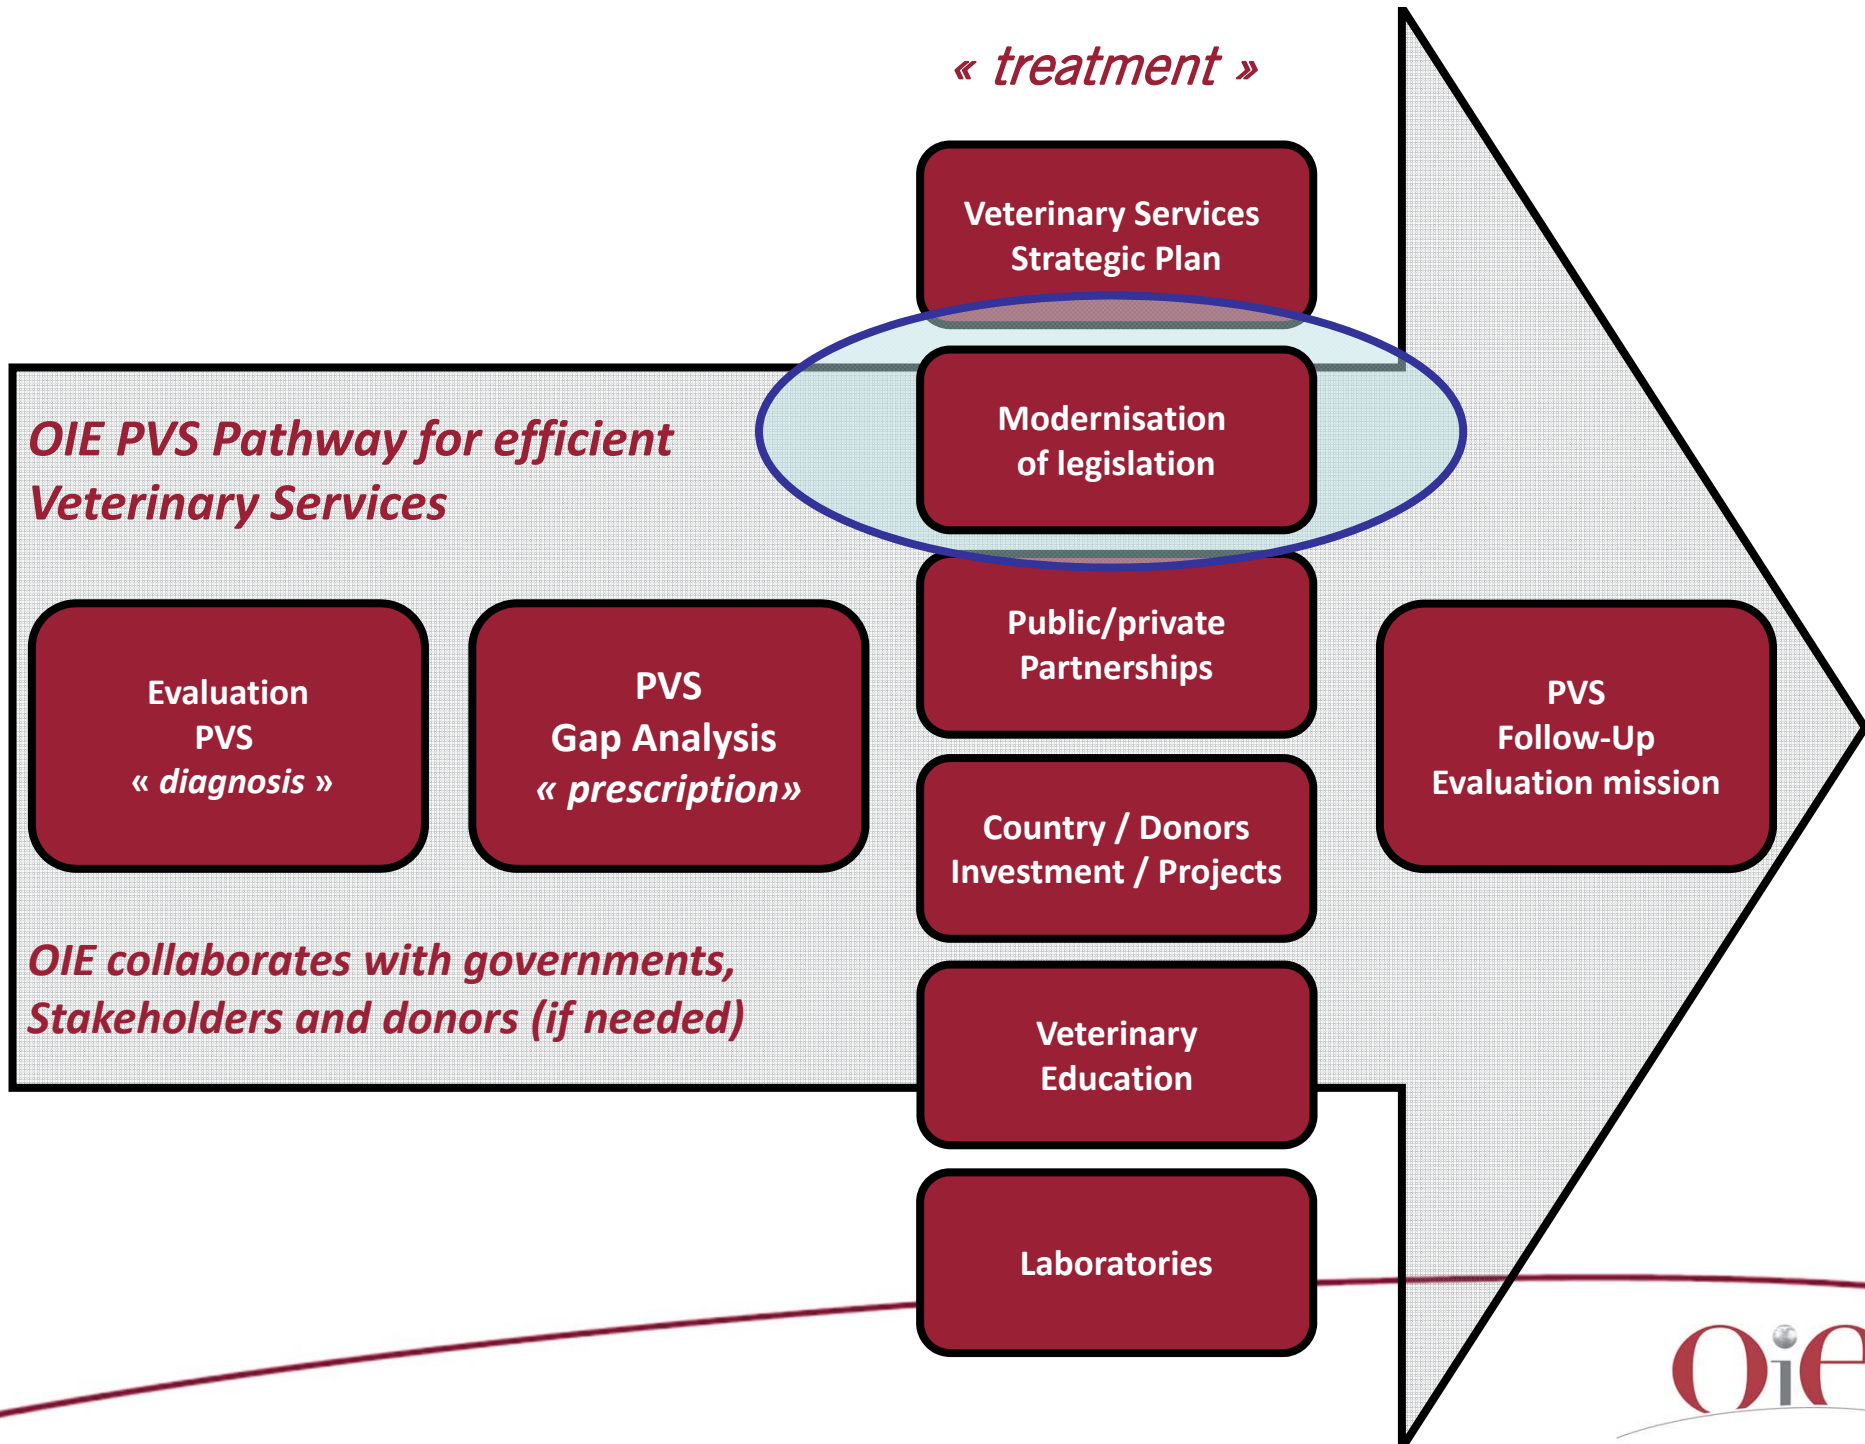 « treatment »
Veterinary Services
Strategic Plan
Modernisation
of legislation
OIE PVS Pathway for efficient
Veterinary Services
Evaluation
PVS
« diagnosis »
PVS
Gap Analysis
« prescription»
Public/private
Partnerships
Country / Donors
Investment / Projects
PVS
Follow-Up
Evaluation mission
OIE collaborates with governments,
Stakeholders and donors (if needed)
Veterinary
Education
Laboratories
Oie